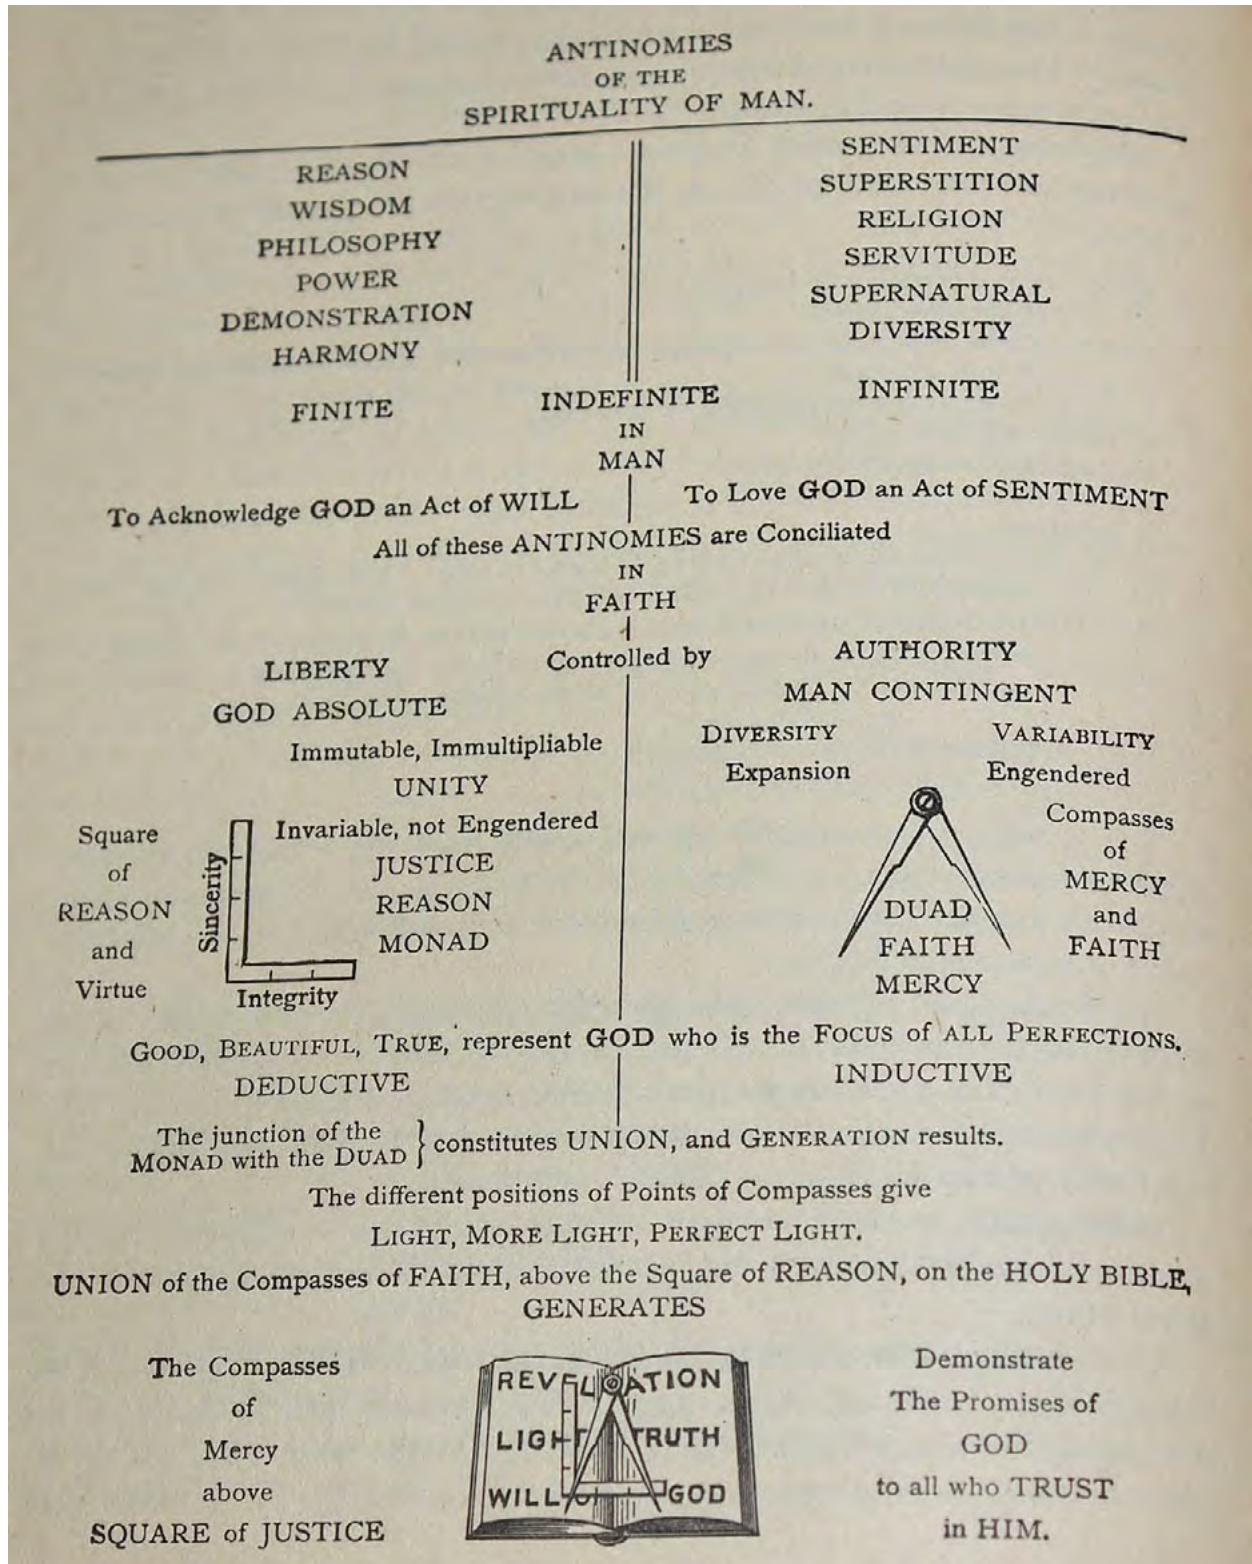 ANTINOMIES
OF THE
SPIRITUALITY OF MAN.
REASON
WISDOM
PHILOSOPHY
POWER
DEMONSTRATION
HARMONY
FINITE
SENTIMENT
SUPERSTITION
RELIGION
SERVITUDE
SUPERNATURAL
DIVERSITY
INFINITE
INDEFINITE
IN
MAN
To Acknowledge GOD an Act of WILL
To Love GOD an Act of SENTIMENT
All of these ANTINOMIES are Conciliated
IN
FAITH
Controlled by
LIBERTY
GOD ABSOLUTE
Immutable, Immultipliable
UNITY
Invariable, not Engendered
JUSTICE
REASON
MONAD
Square
of
REASON
and
Virtue
Sincerity
Integrity
AUTHORITY
MAN CONTINGENT
DIVERSITY VARIABILITY
Expansion Engendered
Compasses
of
MERCY
and
FAITH
DUAD
FAITH
MERCY
GOOD, BEAUTIFUL, TRUE, represent GOD who is the FOCUS of ALL PERFECTIONS.
DEDUCTIVE INDUCTIVE
The junction of the
MONAD with the DUAD } constitutes UNION, and GENERATION results.
The different positions of Points of Compasses give
LIGHT, MORE LIGHT, PERFECT LIGHT.
UNION of the Compasses of FAITH, above the Square of REASON, on the HOLY BIBLE,
GENERATES
The Compasses
of
Mercy
above
SQUARE of JUSTICE
REVELATION
LIGHT TRUTH
WILL OF GOD
Demonstrate
The Promises of
GOD
to all who TRUST
in HIM.